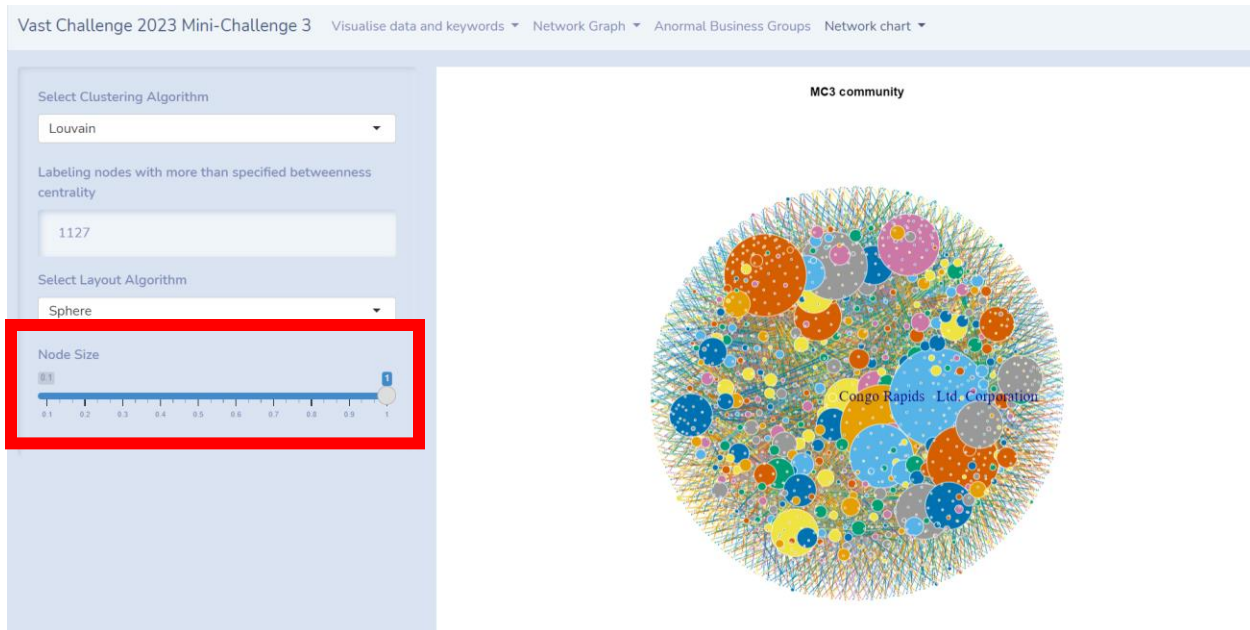 Vast Challenge 2023 Mini-Challenge 3 Visualise data and keywords Network Graph Anormal Business Groups Network chart
Select Clustering Algorithm
Louvain
Labeling nodes with more than specified betweenness
centrality
1127
Select Layout Algorithm
Sphere
Node Size
0.1 1
0.1 0.2 0.3 0.4 0.5 0.6 0.7 0.8 0.9 1
MC3 community
Congo Rapids Ltd. Corporation